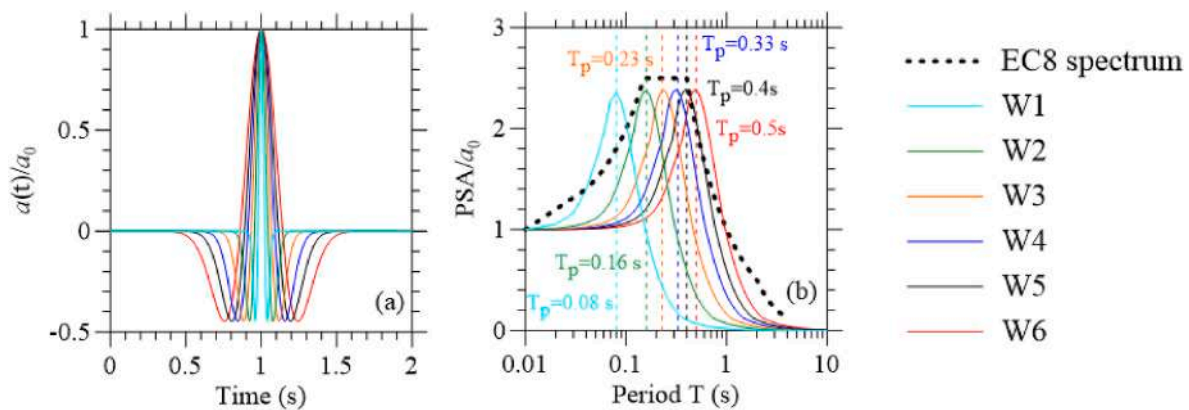 1
0.5
0
-0.5
a(t)/a0
0
0.5
1
1.5
2
Time (s)
(a)
3
2
1
0
PSA/a0
Tp=0.33 s
Tp=0.23 s
Tp=0.4s
Tp=0.5s
Tp=0.16 s
Tp=0.08 s
(b)
0.01
0.1
1
10
Period T (s)
EC8 spectrum
W1
W2
W3
W4
W5
W6